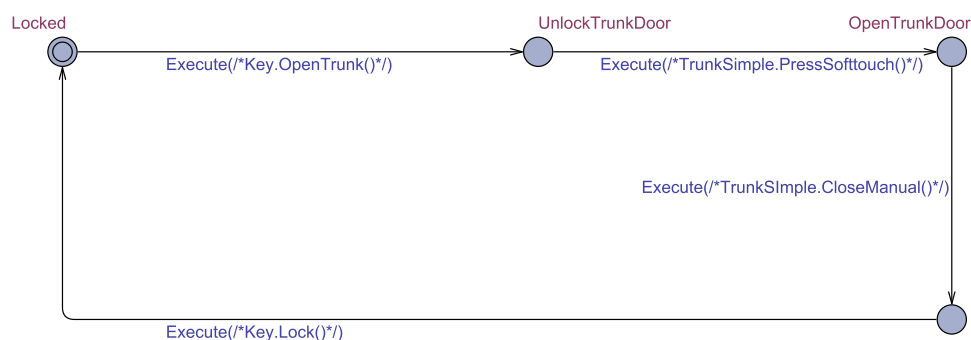 Locked
UnlockTrunkDoor
OpenTrunkDoor
Execute(/*Key.OpenTrunk()*/)
Execute(/*TrunkSimple.PressSofttouch()*/)
Execute(/*TrunkSImple.CloseManual()*/)
Execute(/*Key.Lock()*/)